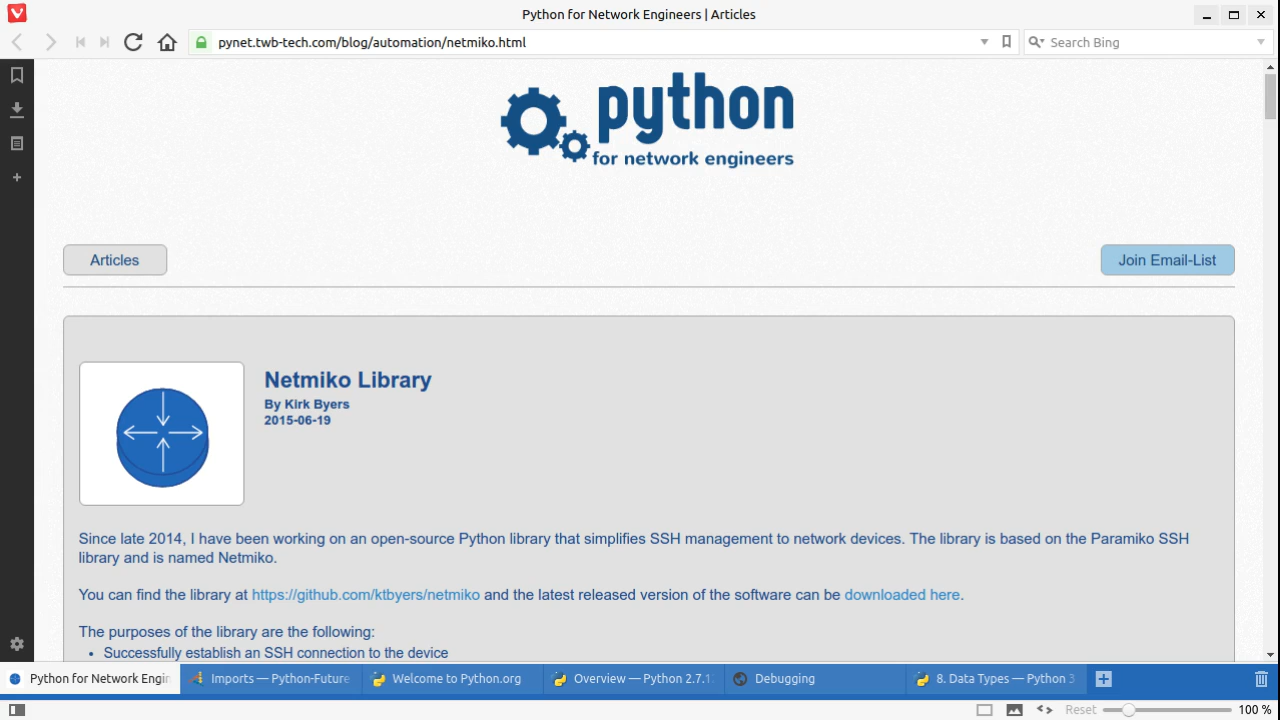 Python for Network Engineers | Articles
pynet.twb-tech.com/blog/automation/netmiko.html
Search Bing
python
for network engineers
Articles
Join Email-List
Netmiko Library
By Kirk Byers
2015-06-19
Since late 2014, I have been working on an open-source Python library that simplifies SSH management to network devices. The library is based on the Paramiko SSH
library and is named Netmiko.
You can find the library at https://github.com/ktbyers/netmiko and the latest released version of the software can be downloaded here.
The purposes of the library are the following:
• Successfully establish an SSH connection to the device
Python for Network Engin
Imports — Python-Future
Welcome to Python.org
Overview — Python 2.7.1
Debugging
8. Data Types — Python 3
Reset
100 %